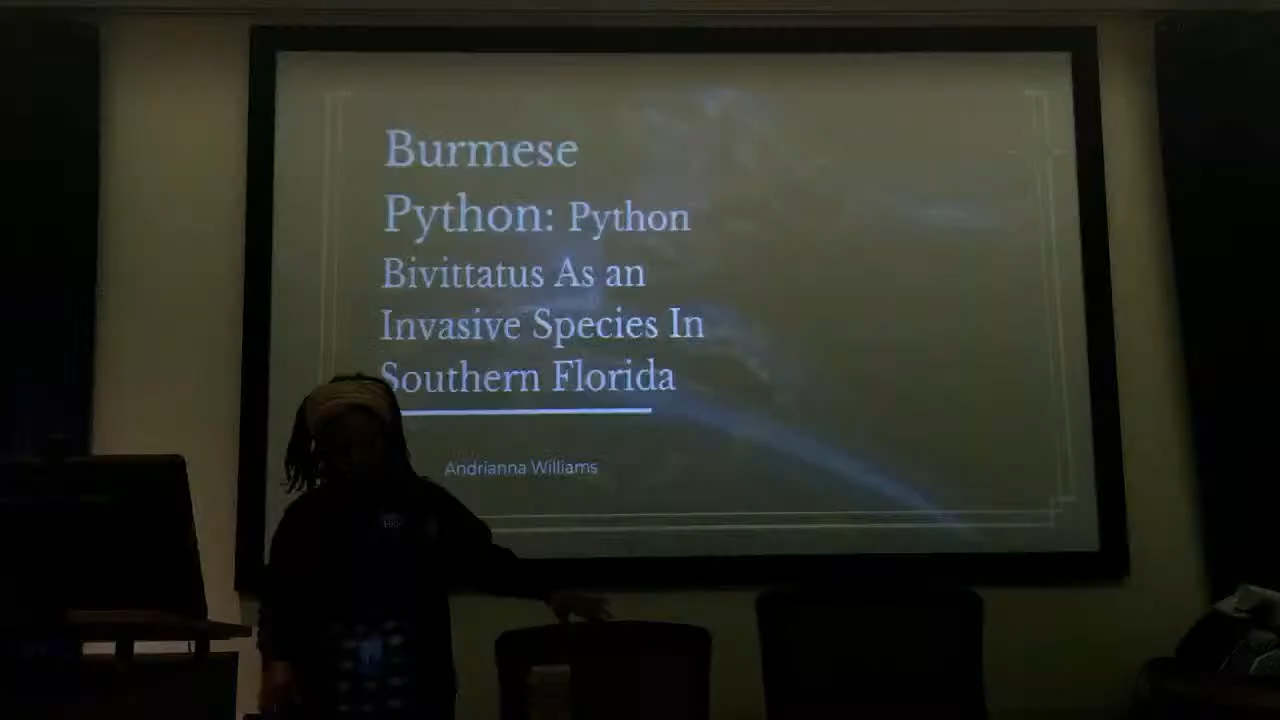 Burmese
Python: Python
Bivittatus As an
Invasive Species In
Southern Florida
Andrianna Williams